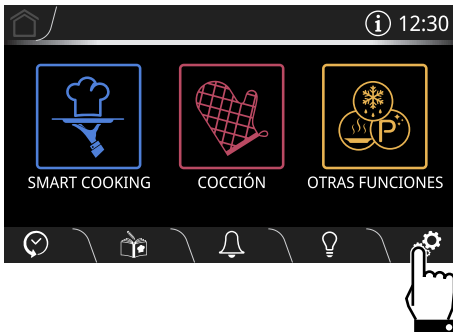 12:30
SMART COOKING
COCCIÓN
OTRAS FUNCIONES
P